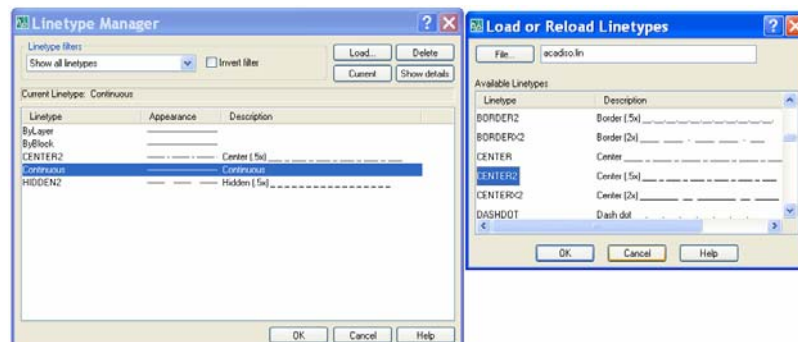 Linetype Manager
Linetype filters
Show all linetypes
Invert filter
Load...
Delete
Current
Show details
Current Linetype: Continuous
Linetype Appearance Description
ByLayer
ByBlock
CENTER2 Center (.5x)
Continuous Continuous
HIDDEN2 Hidden (.5x)
OK Cancel Help
Load or Reload Linetypes
File... acadiso.lin
Available Linetypes
Linetype Description
BORDER2 Border (.5x)
BORDERX2 Border (2x)
CENTER Center
CENTER2 Center (.5x)
CENTERX2 Center (2x)
DASHDOT Dash dot
OK Cancel Help